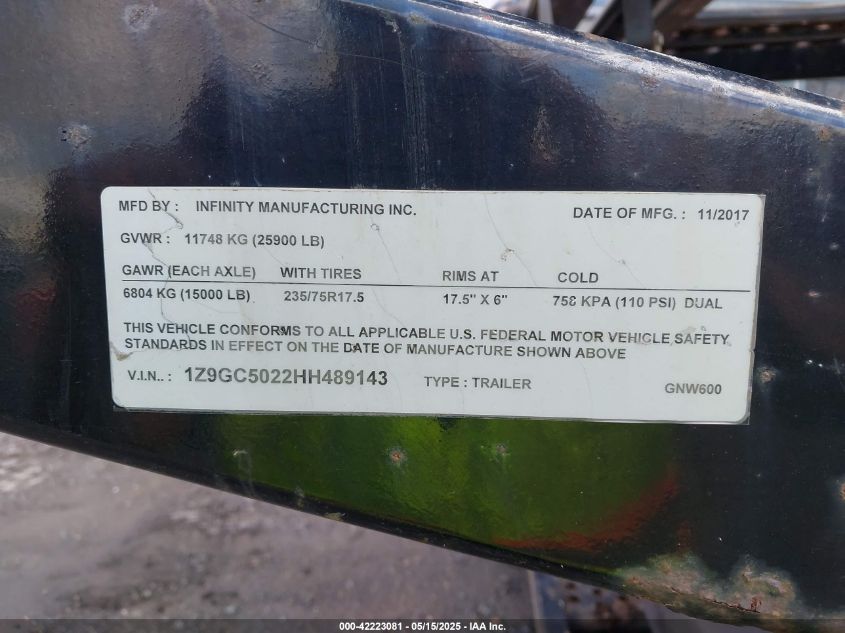 MFD BY : INFINITY MANUFACTURING INC. DATE OF MFG. : 11/2017
GVWR : 11748 KG (25900 LB)
GAWR (EACH AXLE) WITH TIRES RIMS AT COLD
6804 KG (15000 LB) 235/75R17.5 17.5" X 6" 758 KPA (110 PSI) DUAL
THIS VEHICLE CONFORMS TO ALL APPLICABLE U.S. FEDERAL MOTOR VEHICLE SAFETY
STANDARDS IN EFFECT ON THE DATE OF MANUFACTURE SHOWN ABOVE
V.I.N.. : 1Z9GC5022HH489143 TYPE : TRAILER GNW600
000-42223081 - 05/15/2025 - IAA Inc.